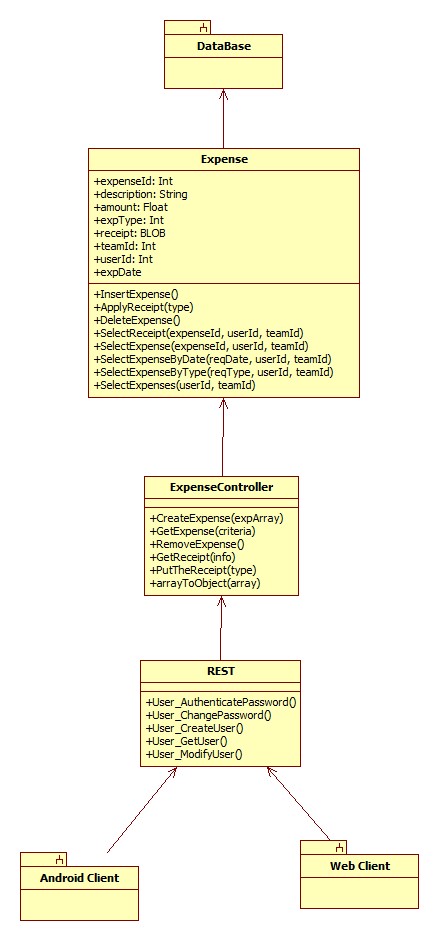 DataBase
Expense
+expenseId: Int
+description: String
+amount: Float
+expType: Int
+receipt: BLOB
+teamId: Int
+userId: Int
+expDate
+InsertExpense()
+ApplyReceipt(type)
+DeleteExpense()
+SelectReceipt(expenseId, userId, teamId)
+SelectExpense(expenseId, userId, teamId)
+SelectExpenseByDate(reqDate, userId, teamId)
+SelectExpenseByType(reqType, userId, teamId)
+SelectExpenses(userId, teamId)
ExpenseController
+CreateExpense(expArray)
+GetExpense(criteria)
+RemoveExpense()
+GetReceipt(info)
+PutTheReceipt(type)
+arrayToObject(array)
REST
+User_AuthenticatePassword()
+User_ChangePassword()
+User_CreateUser()
+User_GetUser()
+User_ModifyUser()
Android Client
Web Client